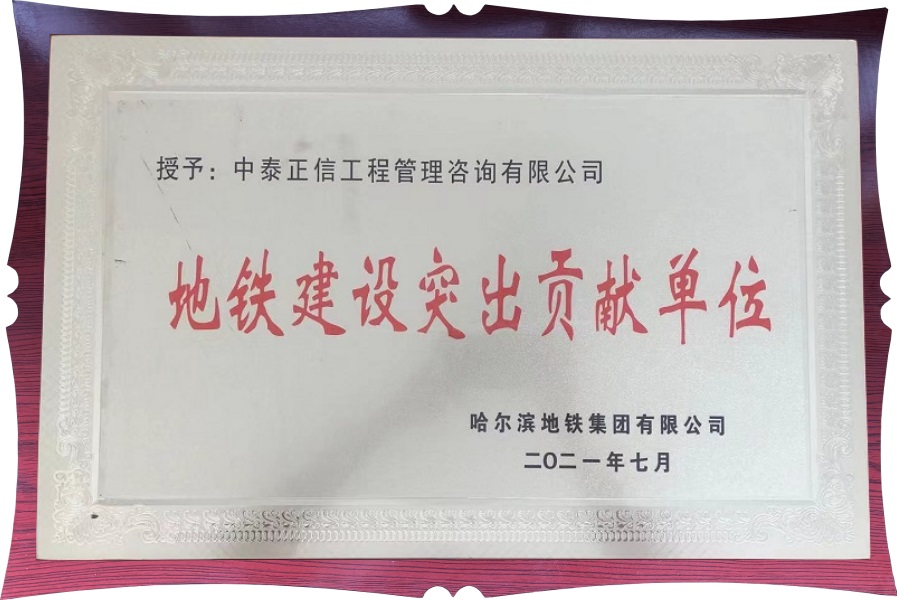 授予：中泰正信工程管理咨询有限公司
地铁建设突出贡献单位
哈尔滨地铁集团有限公司
二〇二一年七月